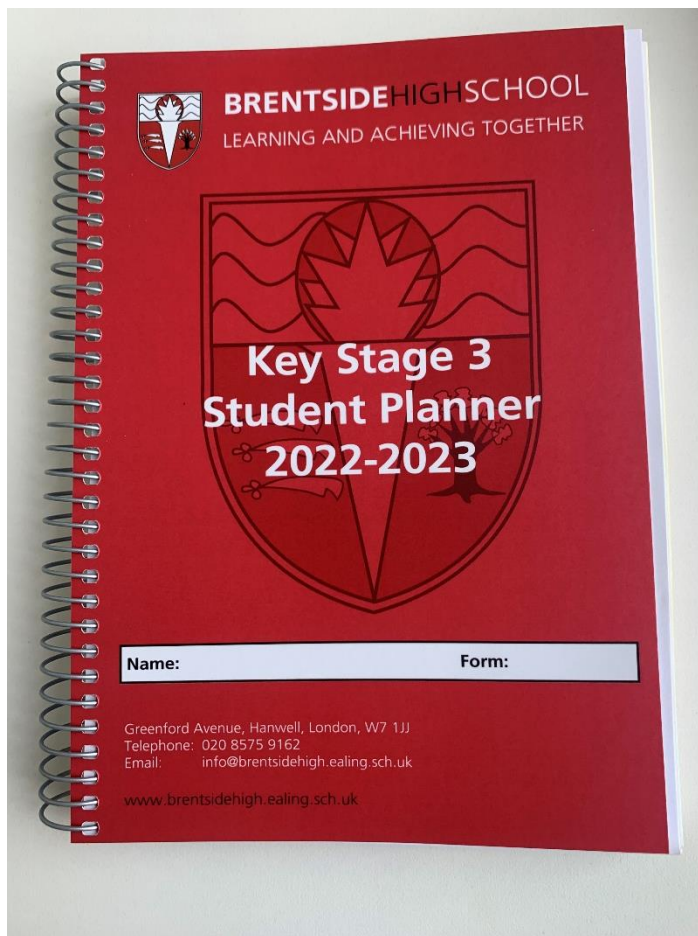 BRENTSIDEHIGHSCHOOL
LEARNING AND ACHIEVING TOGETHER
Key Stage 3
Student Planner
2022-2023
Name: Form:
Greenford Avenue, Hanwell, London, W7 1JJ
Telephone: 020 8575 9162
Email: info@brentsidehigh.ealing.sch.uk
www.brentsidehigh.ealing.sch.uk